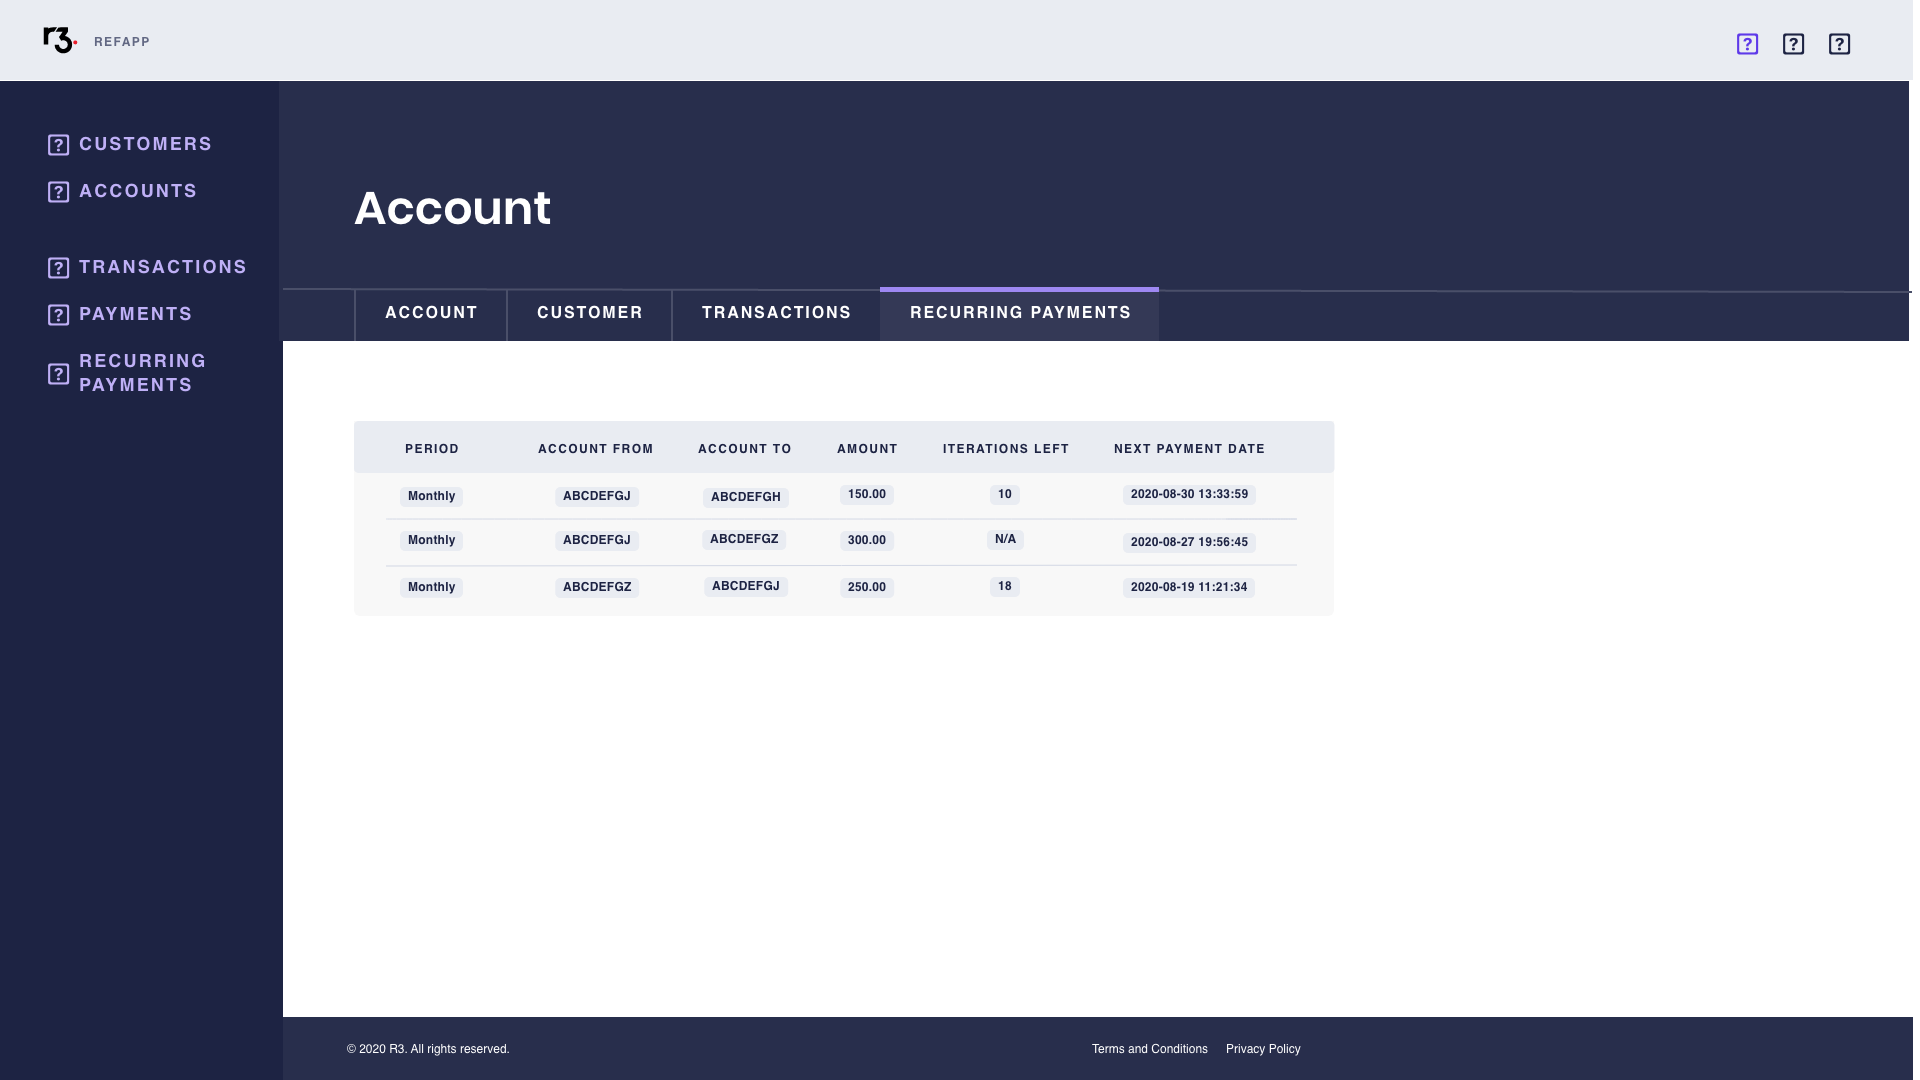 r3.
REFAPP
CUSTOMERS
ACCOUNTS
TRANSACTIONS
PAYMENTS
RECURRING
PAYMENTS
Account
ACCOUNT CUSTOMER TRANSACTIONS RECURRING PAYMENTS
PERIOD ACCOUNT FROM ACCOUNT TO AMOUNT ITERATIONS LEFT NEXT PAYMENT DATE
Monthly ABCDEFGJ ABCDEFGH 150.00 10 2020-08-30 13:33:59
Monthly ABCDEFGJ ABCDEFGZ 300.00 N/A 2020-08-27 19:56:45
Monthly ABCDEFGZ ABCDEFGJ 250.00 18 2020-08-19 11:21:34
© 2020 R3. All rights reserved. Terms and Conditions Privacy Policy